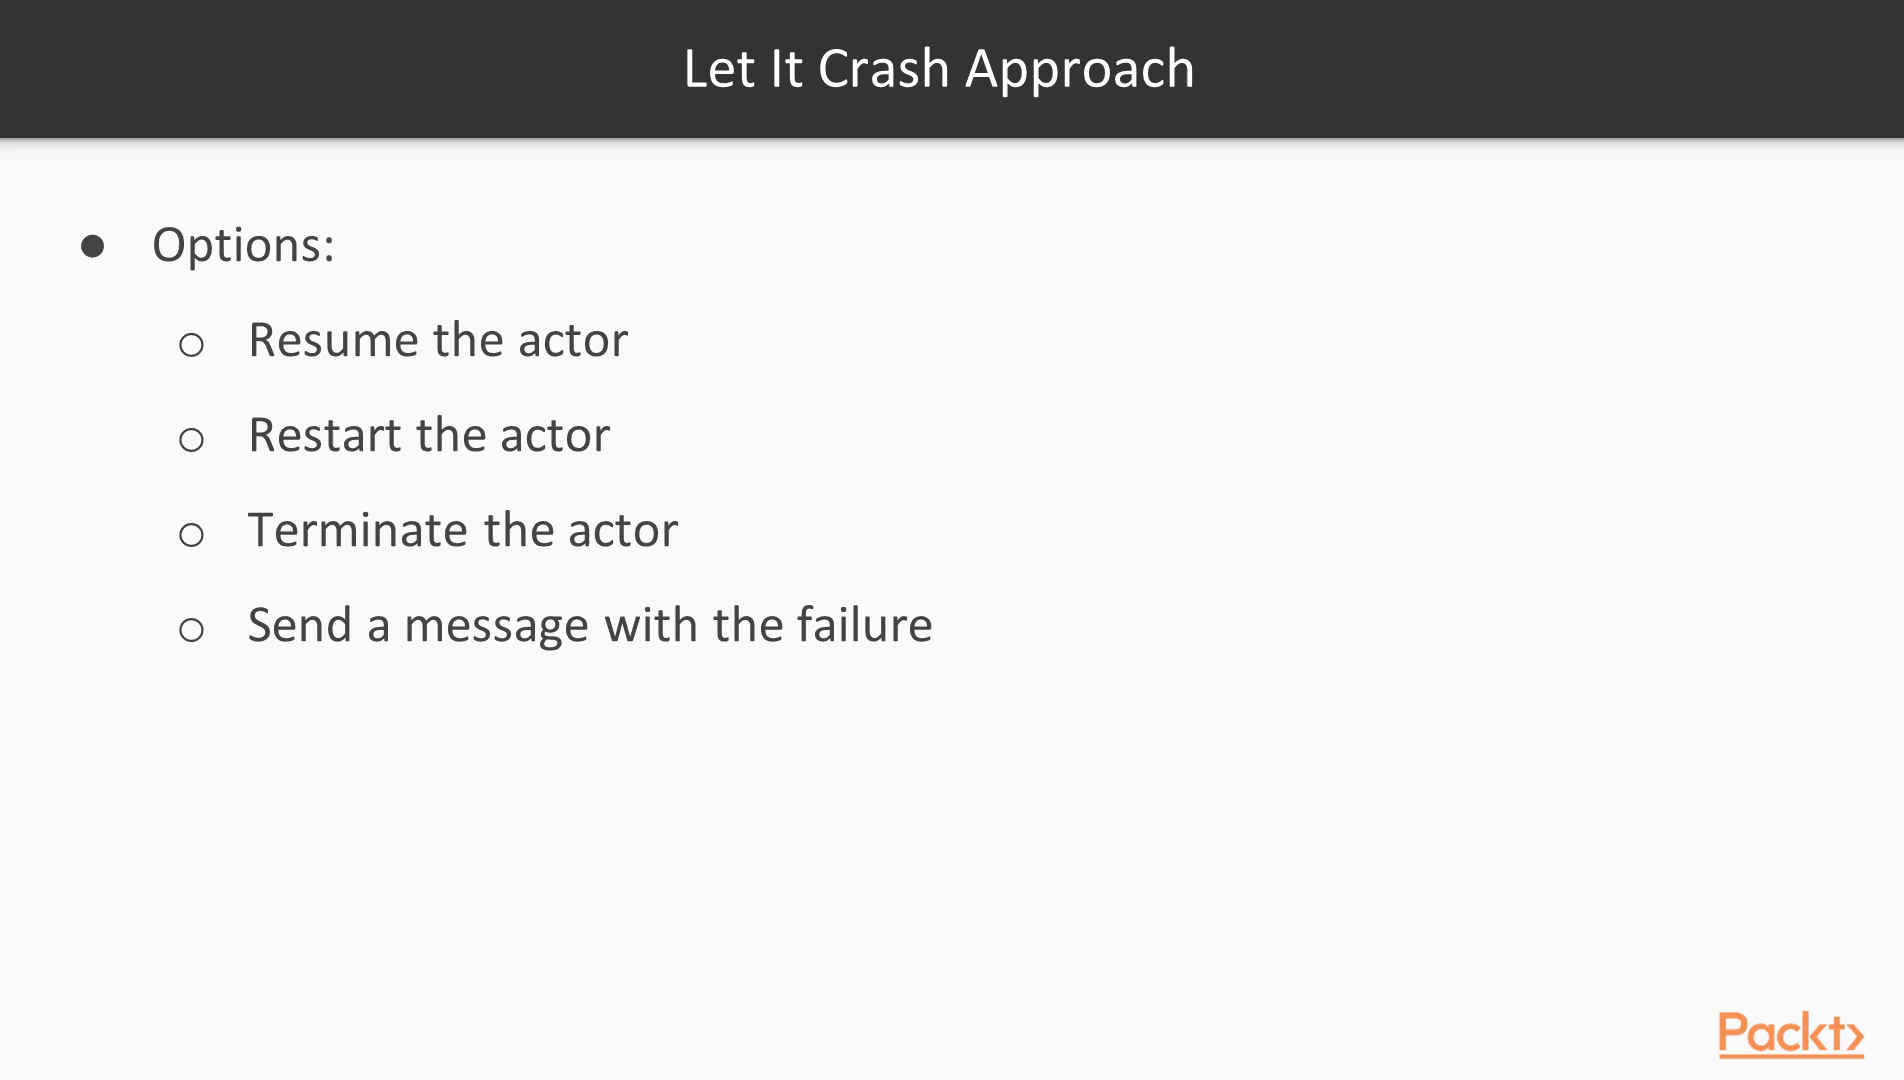 Let It Crash Approach
● Options:
○ Resume the actor
○ Restart the actor
○ Terminate the actor
○ Send a message with the failure
Packt>